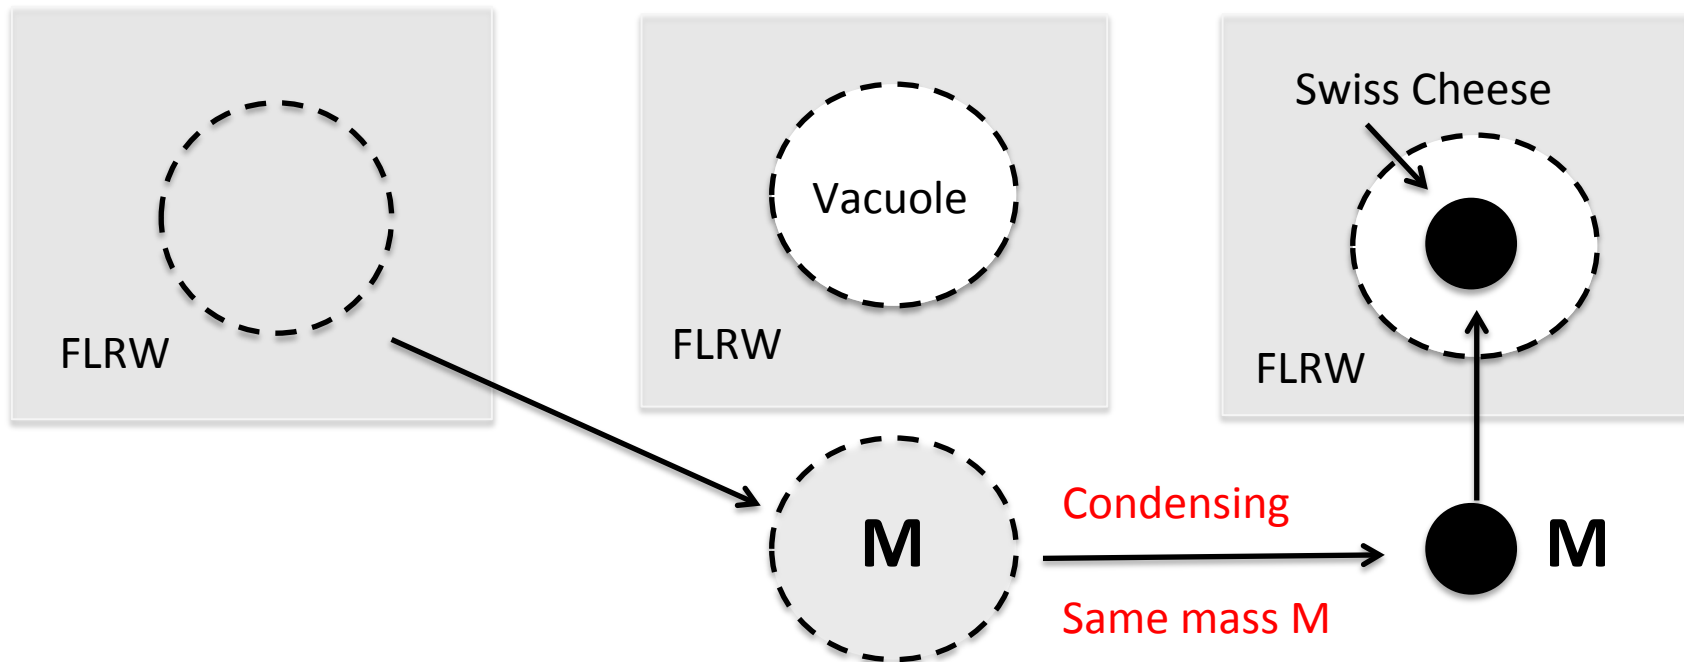 FLRW
Vacuole
FLRW
Swiss Cheese
FLRW
M
Condensing
Same mass M
M